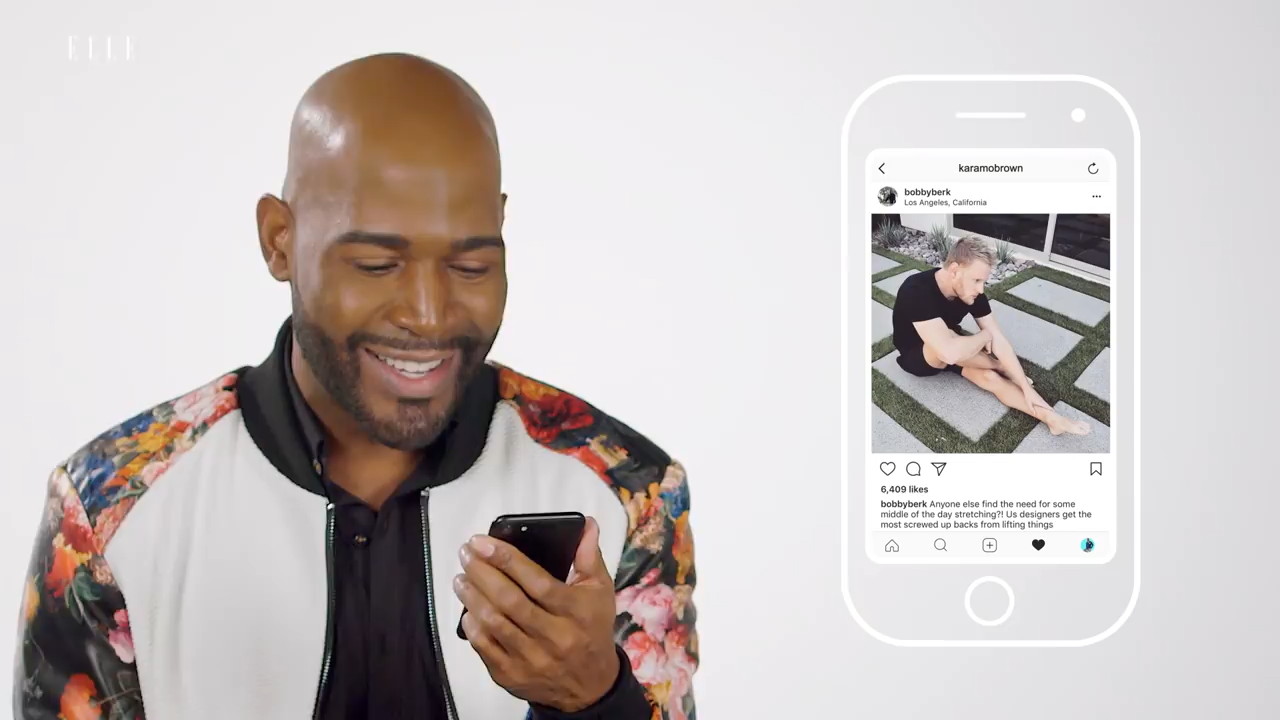 ELLE
karamobrown
bobbyberk
Los Angeles, California
6,409 likes
bobbyberk Anyone else find the need for some
middle of the day stretching?! Us designers get the
most screwed up backs from lifting things